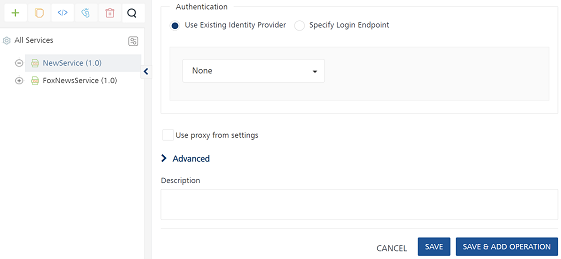 All Services
NewService (1.0)
FoxNewsService (1.0)
Authentication
Use Existing Identity Provider
Specify Login Endpoint
None
Use proxy from settings
Advanced
Description
CANCEL
SAVE
SAVE & ADD OPERATION